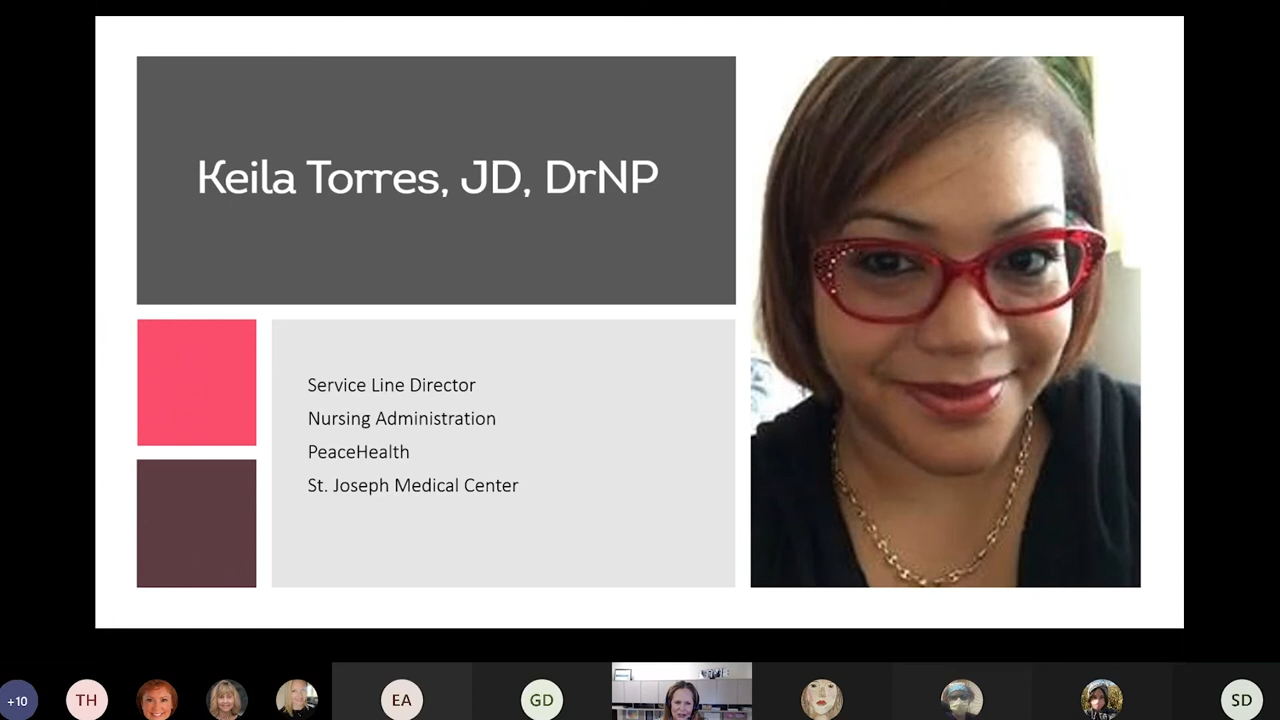 Keila Torres, JD, DrNP
Service Line Director
Nursing Administration
PeaceHealth
St. Joseph Medical Center
+10
TH
EA
GD
SD